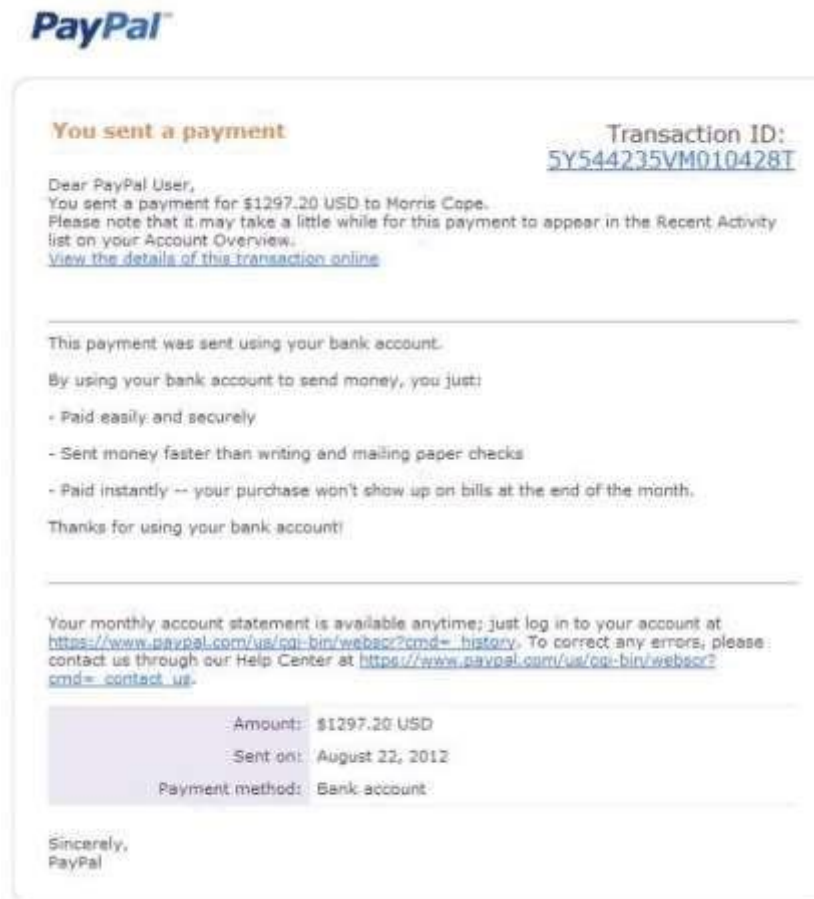 PayPal™
You sent a payment
Transaction ID:
5Y544235VM010428T
Dear PayPal User,
You sent a payment for $1297.20 USD to Morris Cope.
Please note that it may take a little while for this payment to appear in the Recent Activity
list on your Account Overview.
View the details of this transaction online
This payment was sent using your bank account.
By using your bank account to send money, you just:
- Paid easily and securely
- Sent money faster than writing and mailing paper checks
- Paid instantly -- your purchase won't show up on bills at the end of the month.
Thanks for using your bank account!
Your monthly account statement is available anytime; just log in to your account at
https://www.paypal.com/us/cgi-bin/webscr?cmd=_history. To correct any errors, please
contact us through our Help Center at https://www.paypal.com/us/cgi-bin/webscr?
cmd=_contact_us.
Amount: $1297.20 USD
Sent on: August 22, 2012
Payment method: Bank account
Sincerely,
PayPal